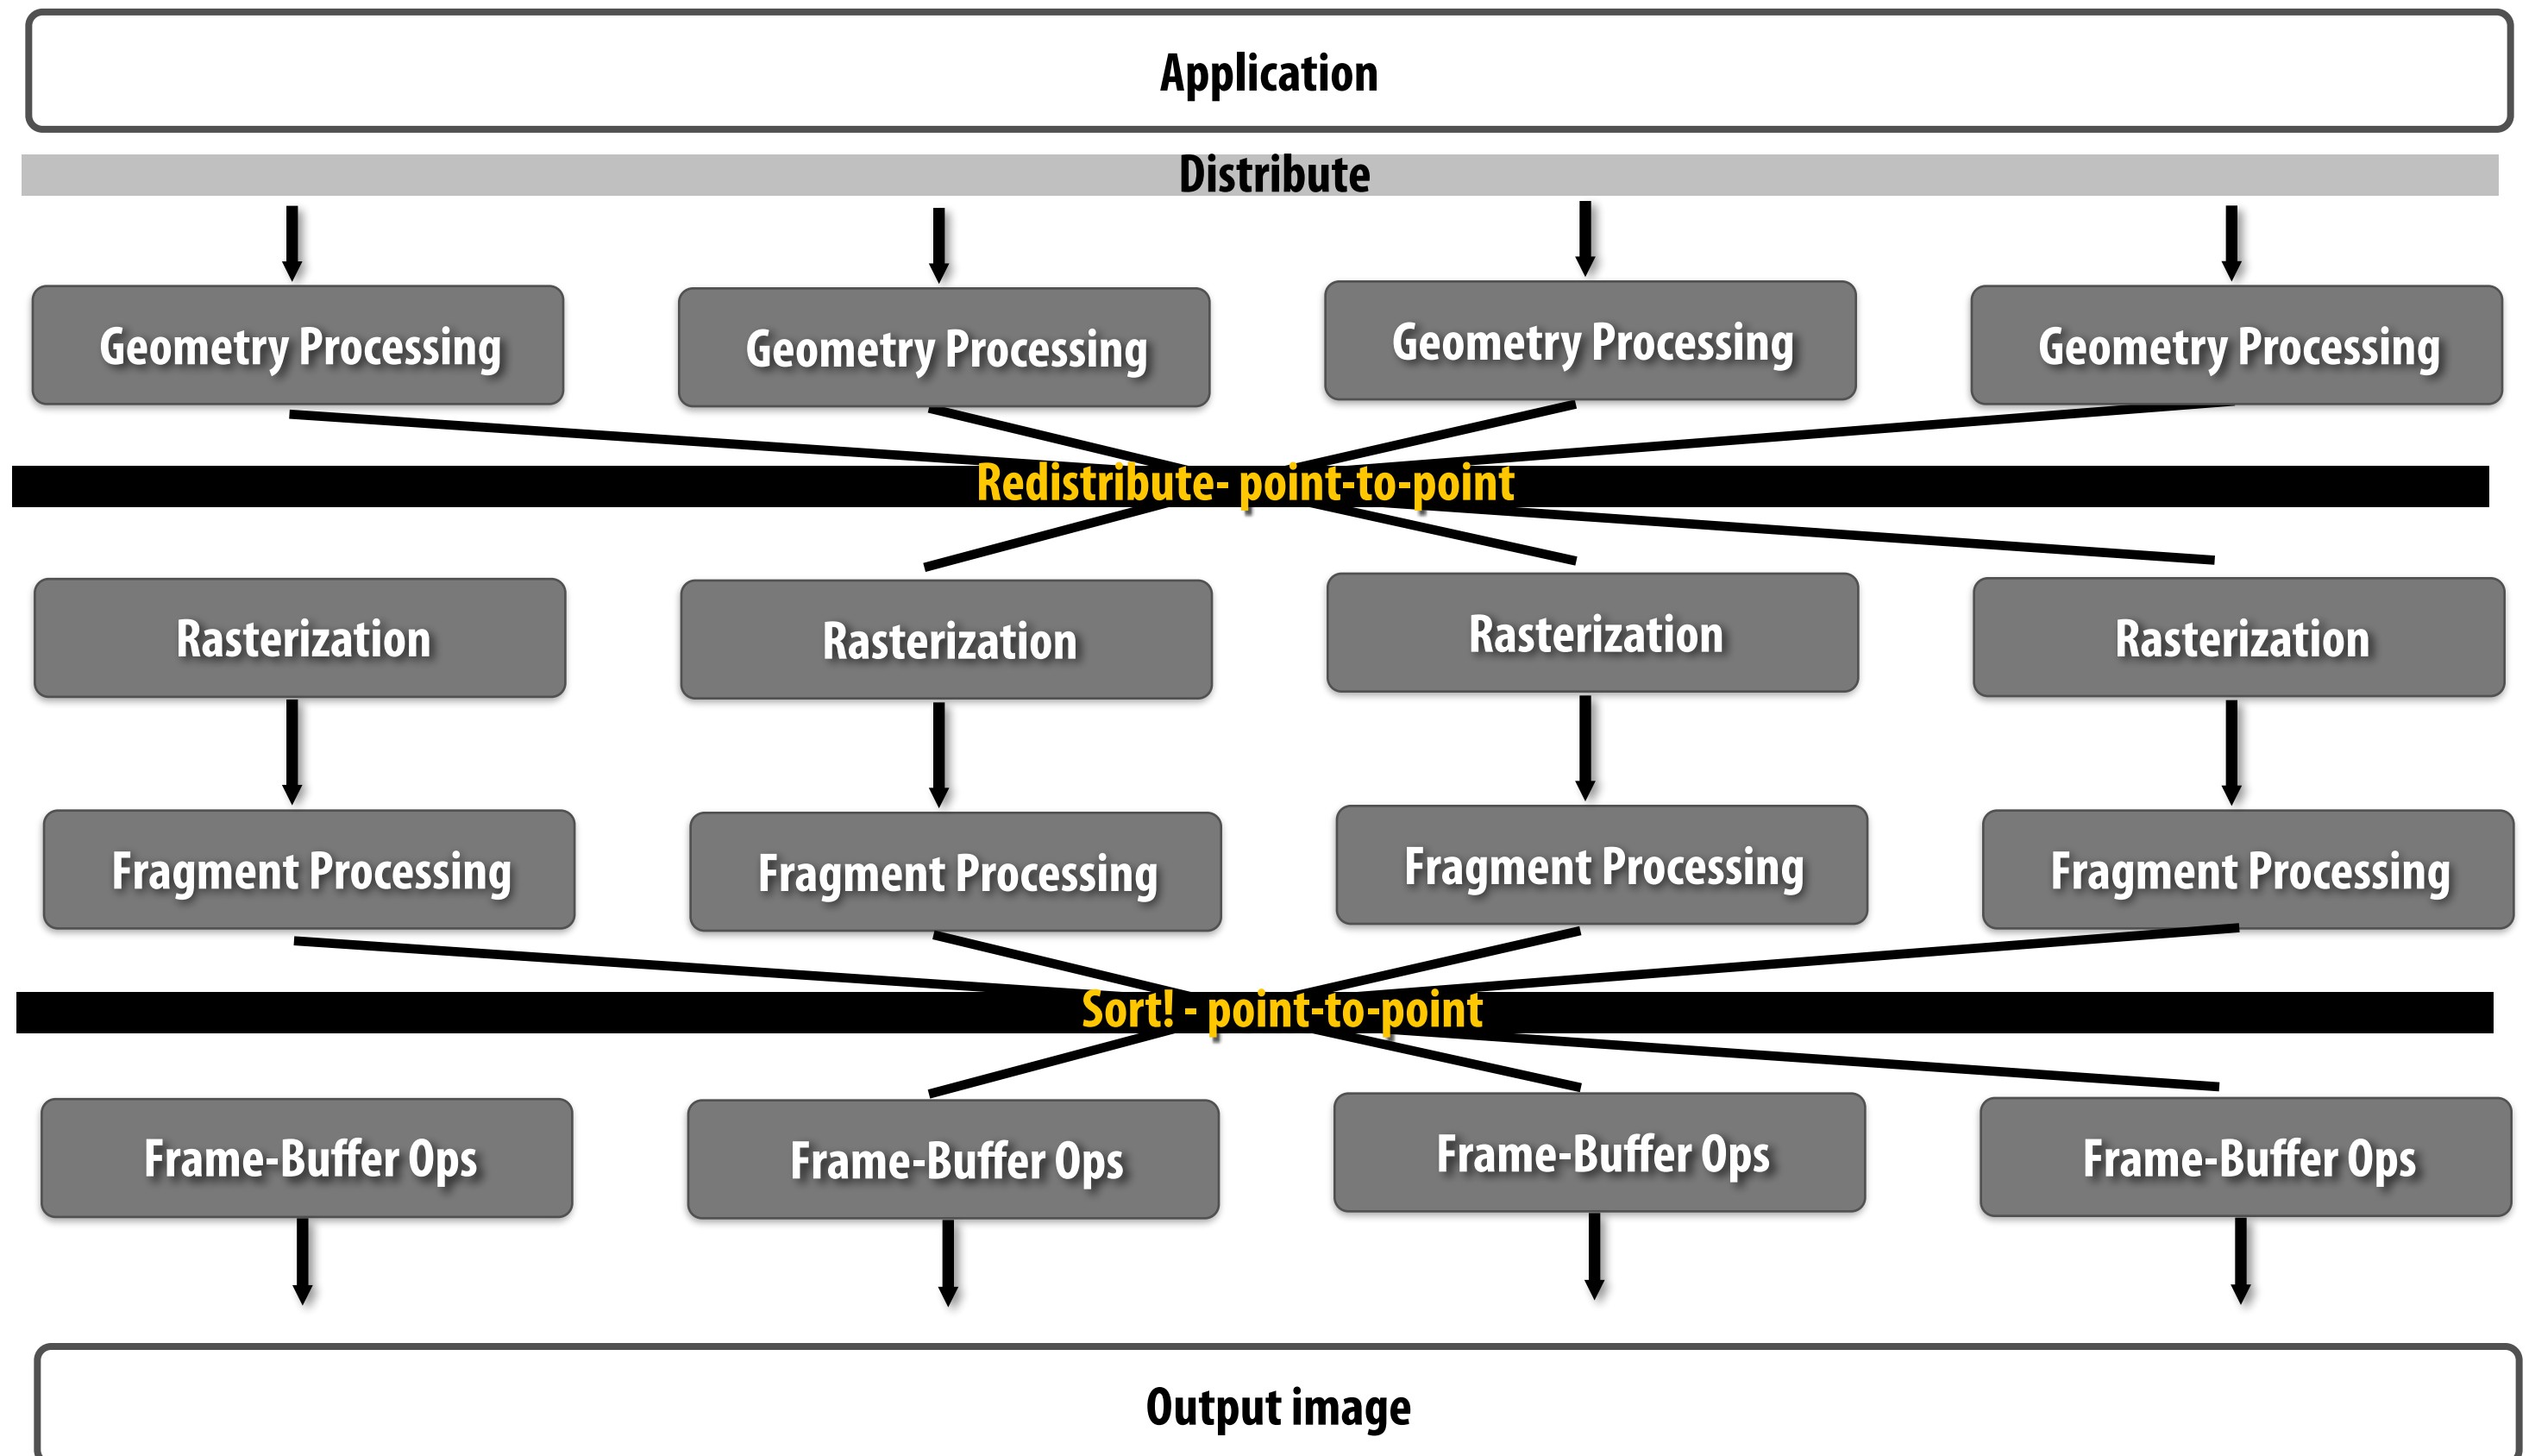 Application
Distribute
Geometry Processing
Geometry Processing
Geometry Processing
Geometry Processing
Redistribute- point-to-point
Rasterization
Rasterization
Rasterization
Rasterization
Fragment Processing
Fragment Processing
Fragment Processing
Fragment Processing
Sort! - point-to-point
Frame-Buffer Ops
Frame-Buffer Ops
Frame-Buffer Ops
Frame-Buffer Ops
Output image